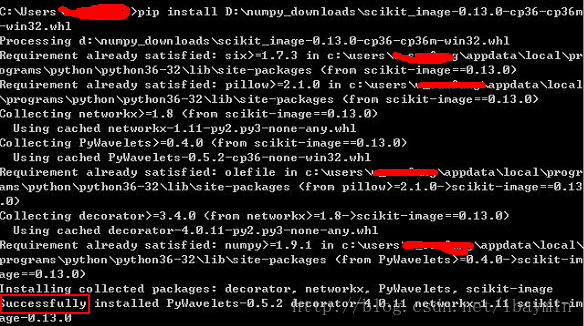 C:\Users >pip install D:\numpy_downloads\scikit_image-0.13.0-cp36-cp36m
-win32.whl
Processing d:\numpy_downloads\scikit_image-0.13.0-cp36-cp36m-win32.whl
Requirement already satisfied: six>=1.7.3 in c:\users\ \appdata\local\pr
ograms\python\python36-32\lib\site-packages (from scikit-image==0.13.0)
Requirement already satisfied: pillow>=2.1.0 in c:\users\ \appdata\local
\programs\python\python36-32\lib\site-packages (from scikit-image==0.13.0)
Collecting networkx>=1.8 (from scikit-image==0.13.0)
Using cached networkx-1.11-py2.py3-none-any.whl
Collecting PyWavelets>=0.4.0 (from scikit-image==0.13.0)
Using cached PyWavelets-0.5.2-cp36-none-win32.whl
Requirement already satisfied: olefile in c:\users\ \appdata\local\progr
ams\python\python36-32\lib\site-packages (from pillow>=2.1.0->scikit-image==0.13.
0)
Collecting decorator>=3.4.0 (from networkx>=1.8->scikit-image==0.13.0)
Using cached decorator-4.0.11-py2.py3-none-any.whl
Requirement already satisfied: numpy>=1.9.1 in c:\users\ \appdata\local\
programs\python\python36-32\lib\site-packages (from PyWavelets>=0.4.0->scikit-ima
ge==0.13.0)
Installing collected packages: decorator, networkx, PyWavelets, scikit-image
Successfully installed PyWavelets-0.5.2 decorator-4.0.11 networkx-1.11 scikit-im
age-0.13.0
http://blog.csdn.net/1baymin